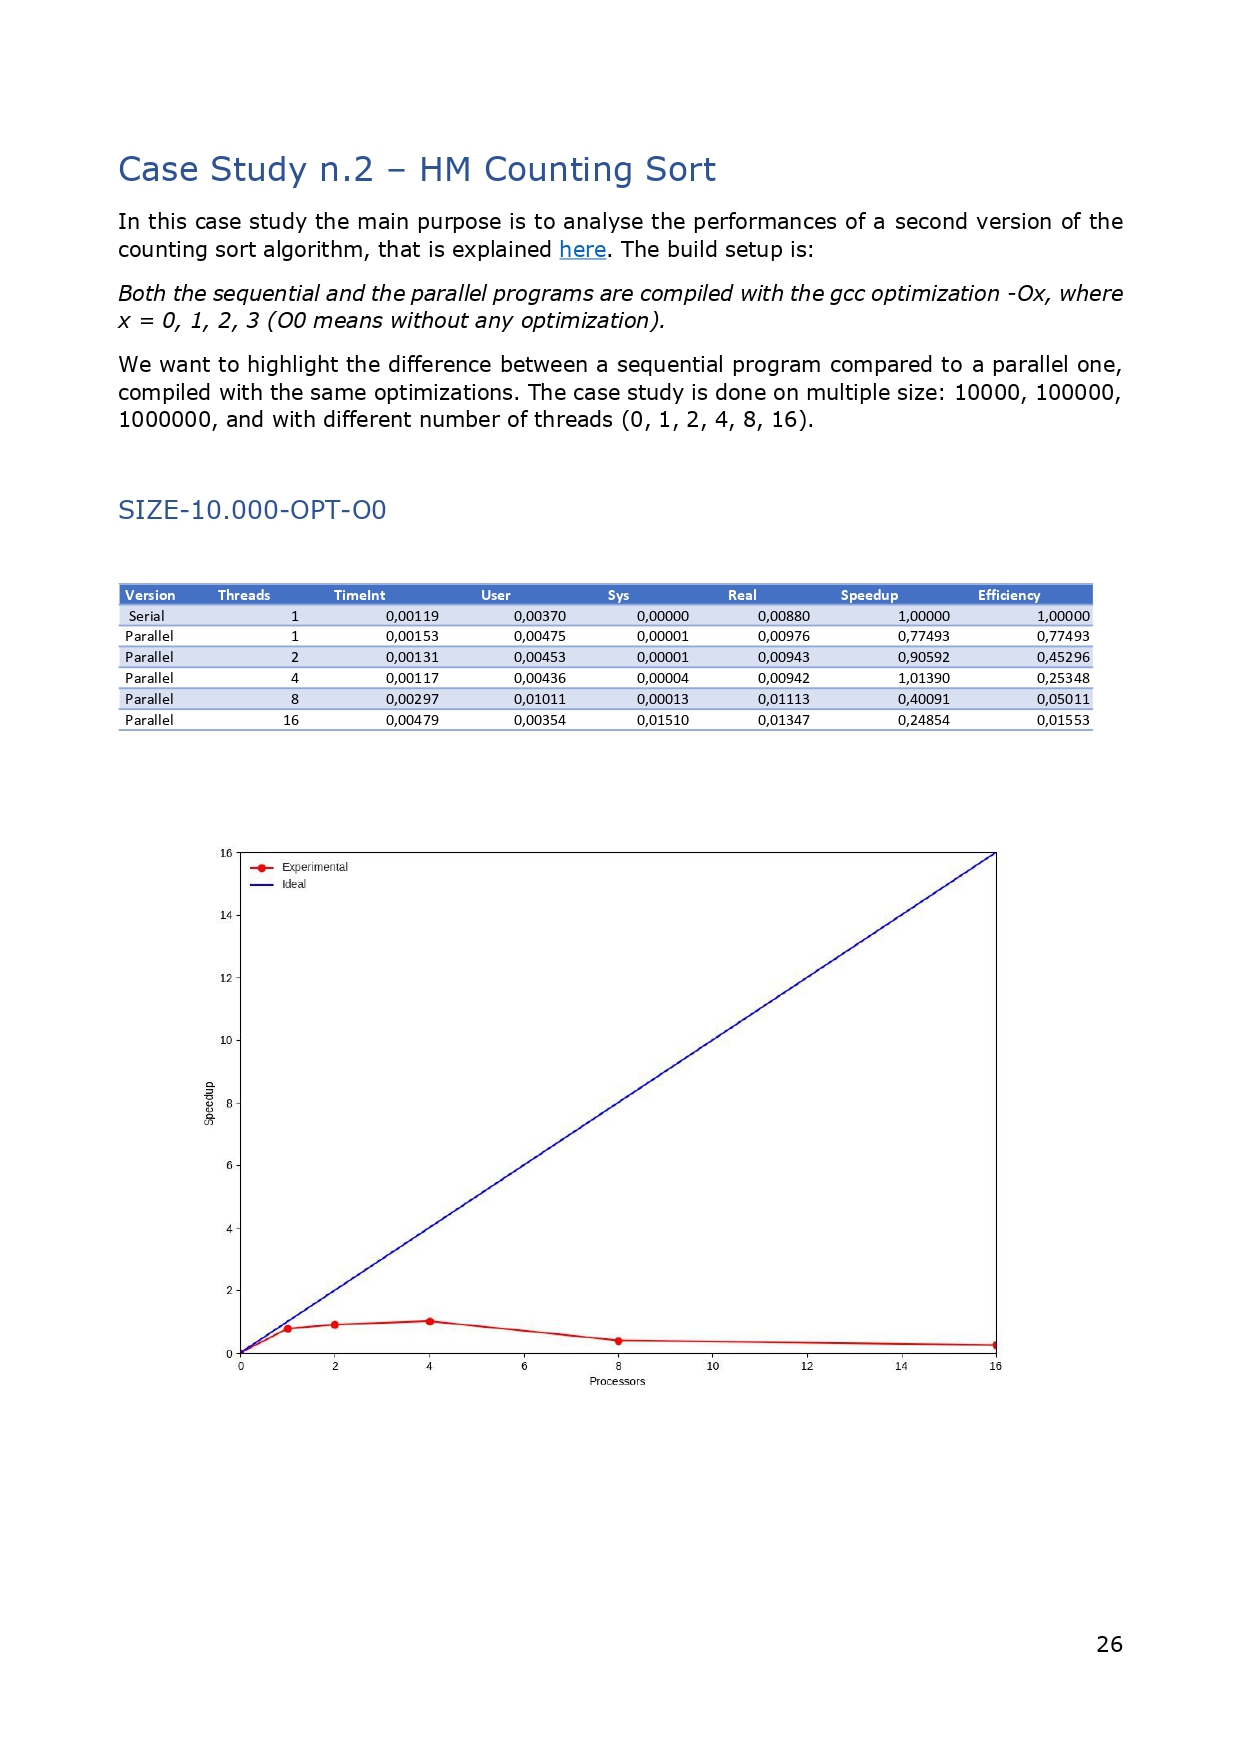 Case Study n.2 – HM Counting Sort
In this case study the main purpose is to analyse the performances of a second version of the
counting sort algorithm, that is explained here. The build setup is:
Both the sequential and the parallel programs are compiled with the gcc optimization -Ox, where
x = 0, 1, 2, 3 (O0 means without any optimization).
We want to highlight the difference between a sequential program compared to a parallel one,
compiled with the same optimizations. The case study is done on multiple size: 10000, 100000,
1000000, and with different number of threads (0, 1, 2, 4, 8, 16).
SIZE-10.000-OPT-O0
Version Threads TimeInt User Sys Real Speedup Efficiency
Serial 1 0,00119 0,00370 0,00000 0,00880 1,00000 1,00000
Parallel 1 0,00153 0,00475 0,00001 0,00976 0,77493 0,77493
Parallel 2 0,00131 0,00453 0,00001 0,00943 0,90592 0,45296
Parallel 4 0,00117 0,00436 0,00004 0,00942 1,01390 0,25348
Parallel 8 0,00297 0,01011 0,00013 0,01113 0,40091 0,05011
Parallel 16 0,00479 0,00354 0,01510 0,01347 0,24854 0,01553
Experimental
Ideal
16
14
12
10
8
6
4
2
0
Speedup
0 2 4 6 8 10 12 14 16
Processors
26